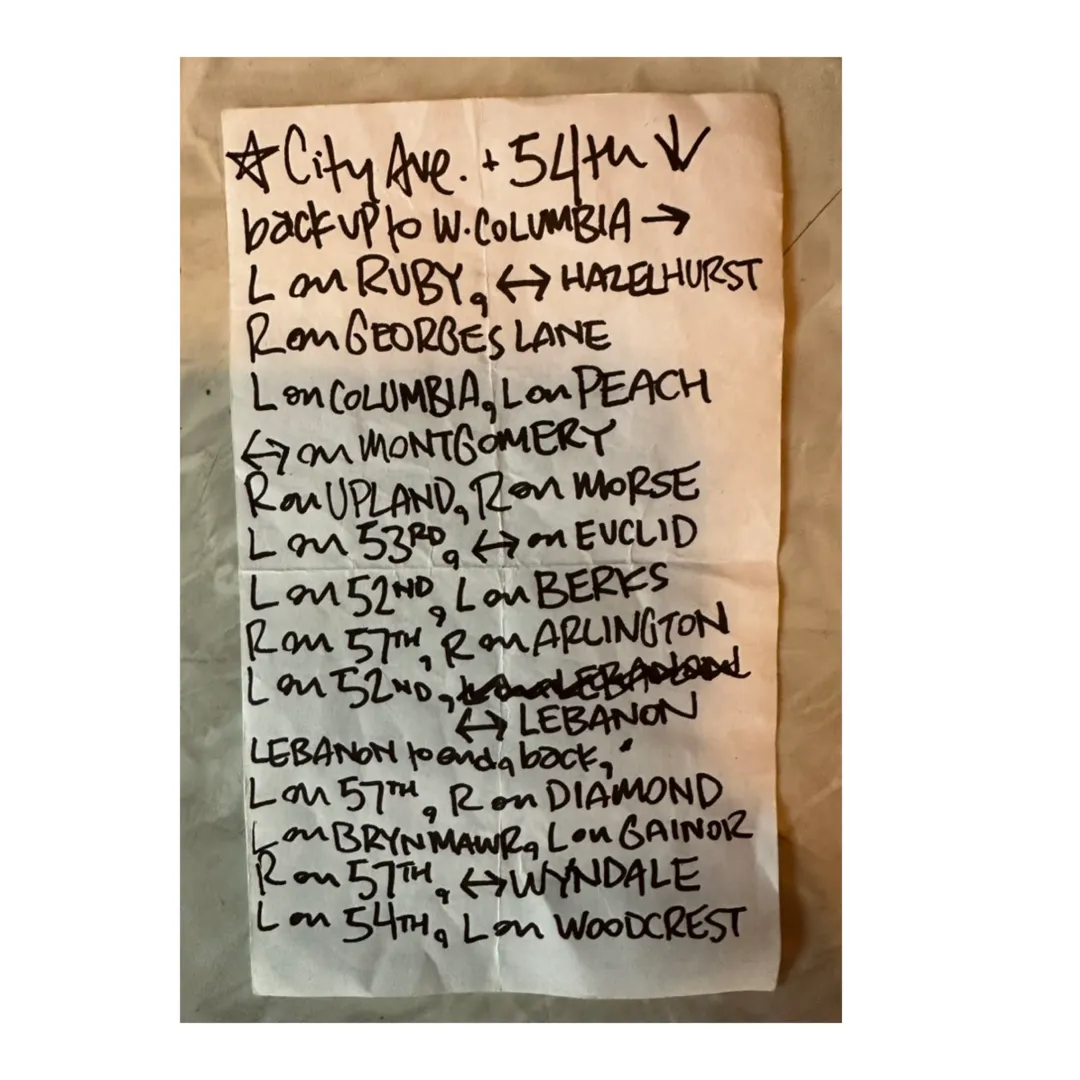 ☆ City Ave. + 54th ↓
back up to W. COLUMBIA →
L on RUBY, ↔ HAZELHURST
R on GEORGES LANE
L on COLUMBIA, L on PEACH
↔ on MONTGOMERY
R on UPLAND, R on MORSE
L on 53RD, ↔ on EUCLID
L on 52ND, L on BERKS
R on 57TH, R on ARLINGTON
L on 52ND,
↔ LEBANON
LEBANON to end, back,
L on 57TH, R on DIAMOND
L on BRYN MAWR, L on GAINOR
R on 57TH, ↔ WYNDALE
L on 54TH, L on WOODCREST